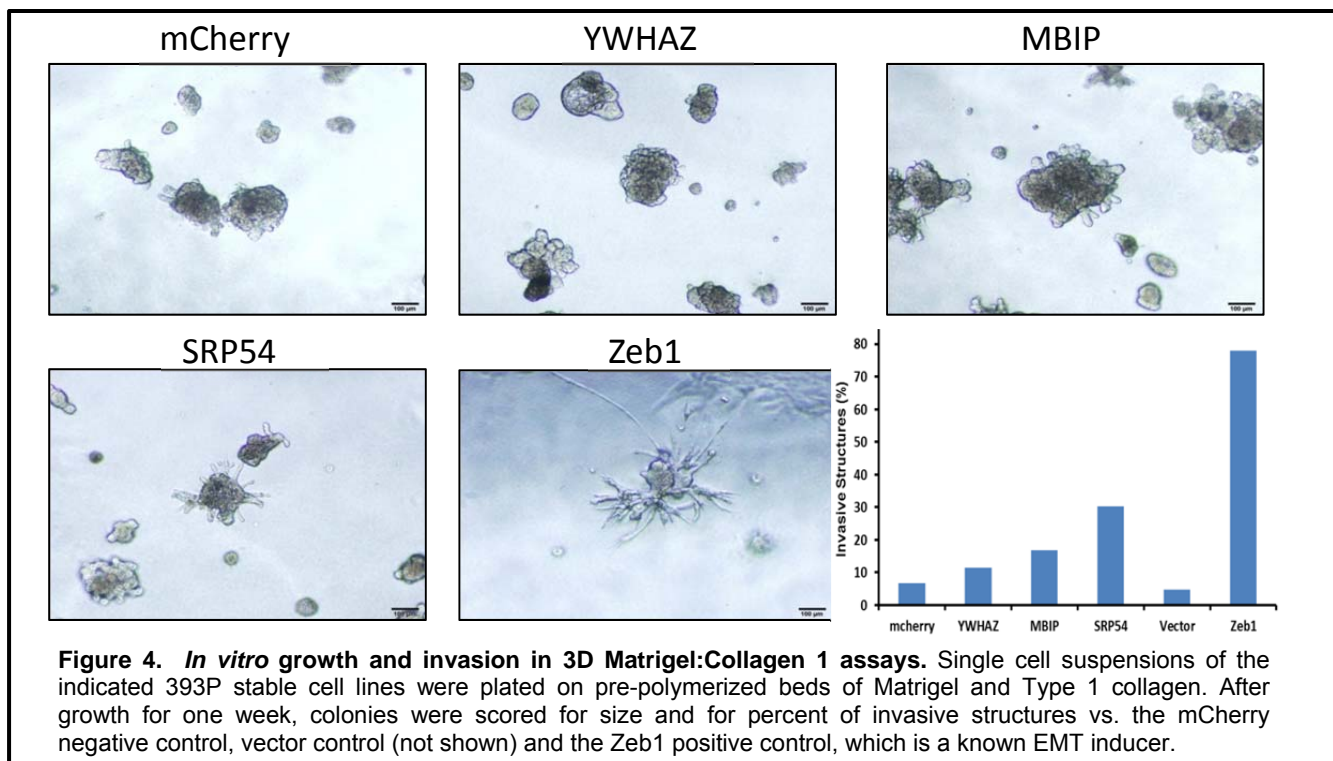 mCherry
YWHAZ
MBIP
100 µm
100 µm
100 µm
SRP54
Zeb1
100 µm
100 µm
Invasive Structures (%)
80
70
60
50
40
30
20
10
0
mcherry
YWHAZ
MBIP
SRP54
Vector
Zeb1
Figure 4. In vitro growth and invasion in 3D Matrigel:Collagen 1 assays. Single cell suspensions of the
indicated 393P stable cell lines were plated on pre-polymerized beds of Matrigel and Type 1 collagen. After
growth for one week, colonies were scored for size and for percent of invasive structures vs. the mCherry
negative control, vector control (not shown) and the Zeb1 positive control, which is a known EMT inducer.